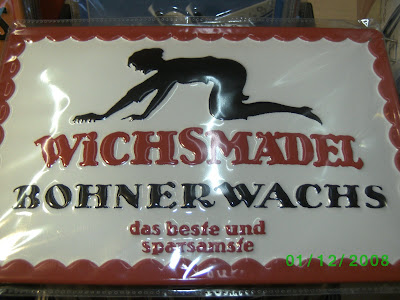 WiCHSMÄDEL
BOHNERWACHS
das beste und
sparsamste
01/12/2008